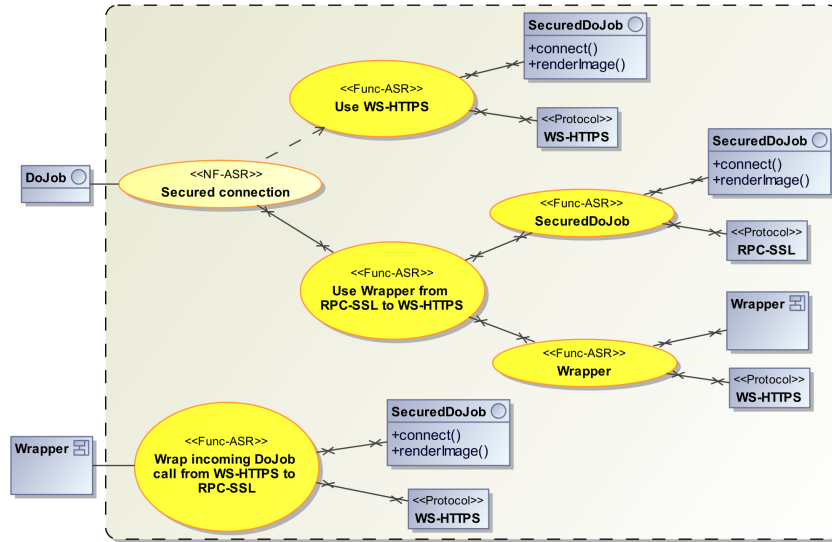 SecuredDoJob
+connect()
+renderImage()
<<Func-ASR>>
Use WS-HTTPS
<<Protocol>>
WS-HTTPS
DoJob
<<NF-ASR>>
Secured connection
SecuredDoJob
+connect()
+renderImage()
<<Func-ASR>>
SecuredDoJob
<<Protocol>>
RPC-SSL
<<Func-ASR>>
Use Wrapper from
RPC-SSL to WS-HTTPS
Wrapper
<<Func-ASR>>
Wrapper
<<Protocol>>
WS-HTTPS
Wrapper
<<Func-ASR>>
Wrap incoming DoJob
call from WS-HTTPS to
RPC-SSL
SecuredDoJob
+connect()
+renderImage()
<<Protocol>>
WS-HTTPS